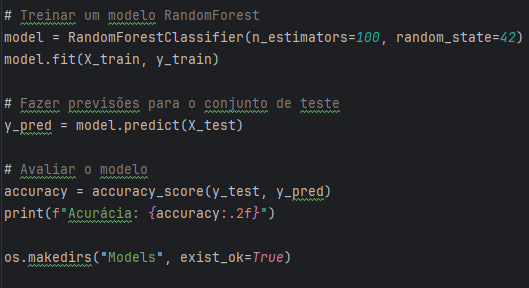 # Treinar um modelo RandomForest
model = RandomForestClassifier(n_estimators=100, random_state=42)
model.fit(X_train, y_train)
# Fazer previsões para o conjunto de teste
y_pred = model.predict(X_test)
# Avaliar o modelo
accuracy = accuracy_score(y_test, y_pred)
print(f"Acurácia: {accuracy:.2f}")
os.makedirs("Models", exist_ok=True)